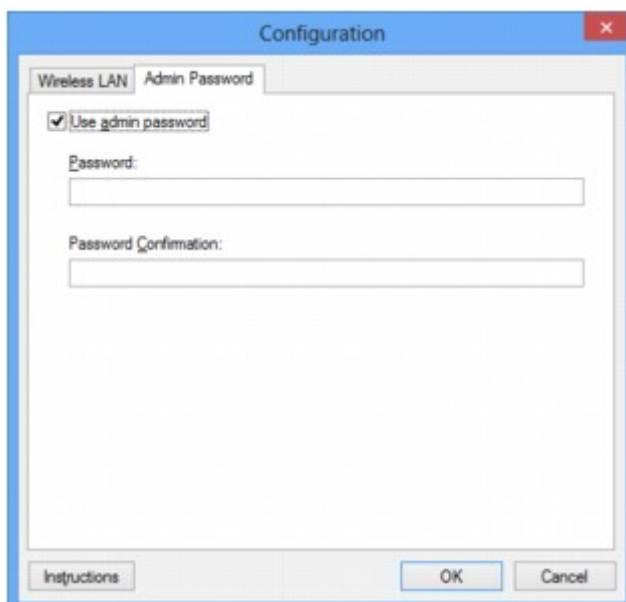 Configuration
Wireless LAN Admin Password
Use admin password
Password:
Password Confirmation:
Instructions OK Cancel